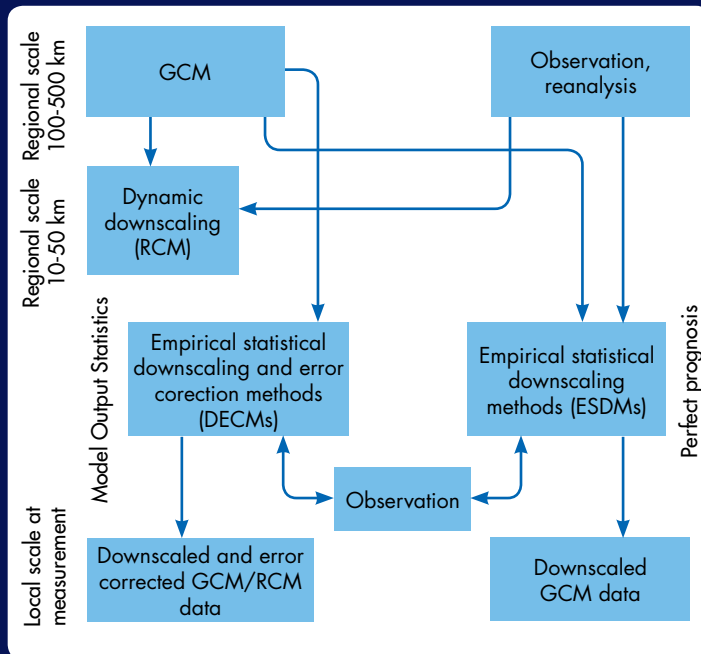 Regional scale
100-500 km
GCM
Observation,
reanalysis
Regional scale
10-50 km
Dynamic
downscaling
(RCM)
Model Output Statistics
Empirical statistical
downscaling and error
corection methods
(DECMs)
Empirical statistical
downscaling
methods (ESDMs)
Perfect prognosis
Observation
Local scale at
measurement
Downscaled and error
corrected GCM/RCM
data
Downscaled
GCM data